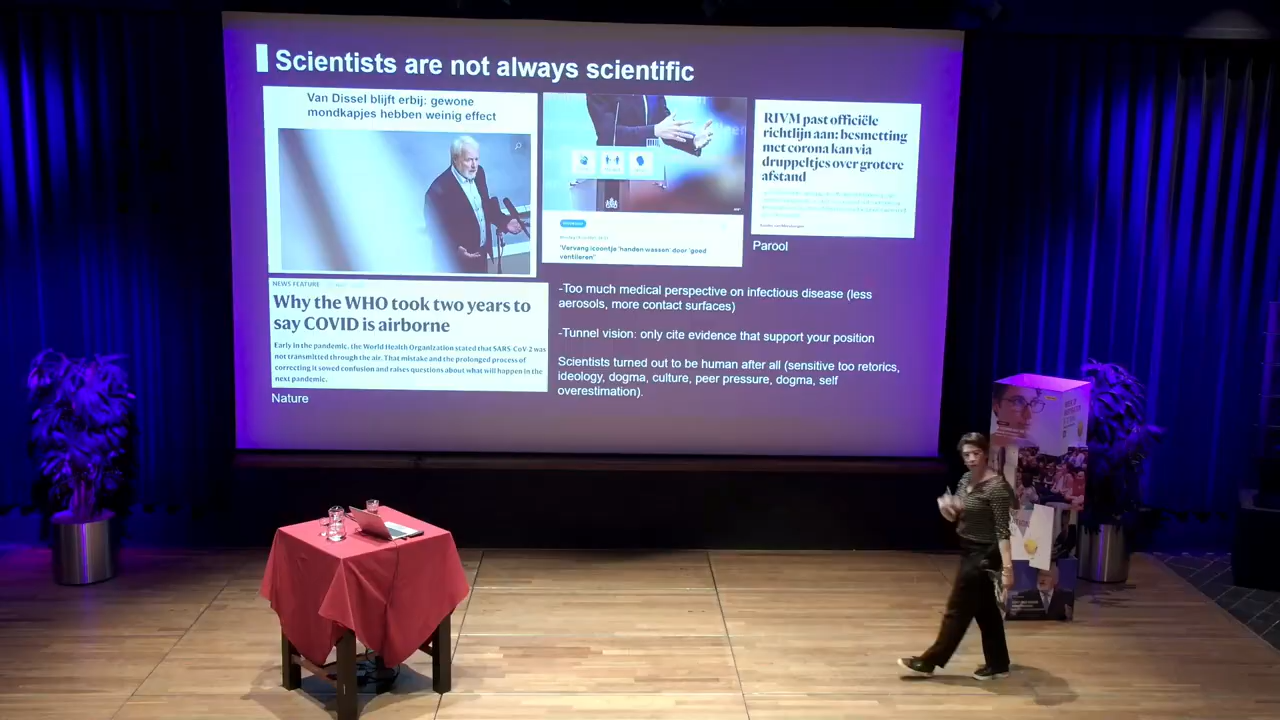 Scientists are not always scientific
Van Dissel blijft erbij: gewone
mondkapjes hebben weinig effect
'Vervang icoontje 'handen wassen' door 'goed
ventileren''
RIVM past officiële
richtlijn aan: besmetting
met corona kan via
druppeltjes over grotere
afstand
Parool
NEWS FEATURE
Why the WHO took two years to
say COVID is airborne
Early in the pandemic, the World Health Organization stated that SARS-CoV-2 was
not transmitted through the air. That mistake and the prolonged process of
correcting it sowed confusion and raises questions about what will happen in the
next pandemic.
Nature
-Too much medical perspective on infectious disease (less
aerosols, more contact surfaces)
-Tunnel vision: only cite evidence that support your position
Scientists turned out to be human after all (sensitive too retorics,
ideology, dogma, culture, peer pressure, dogma, self
overestimation).